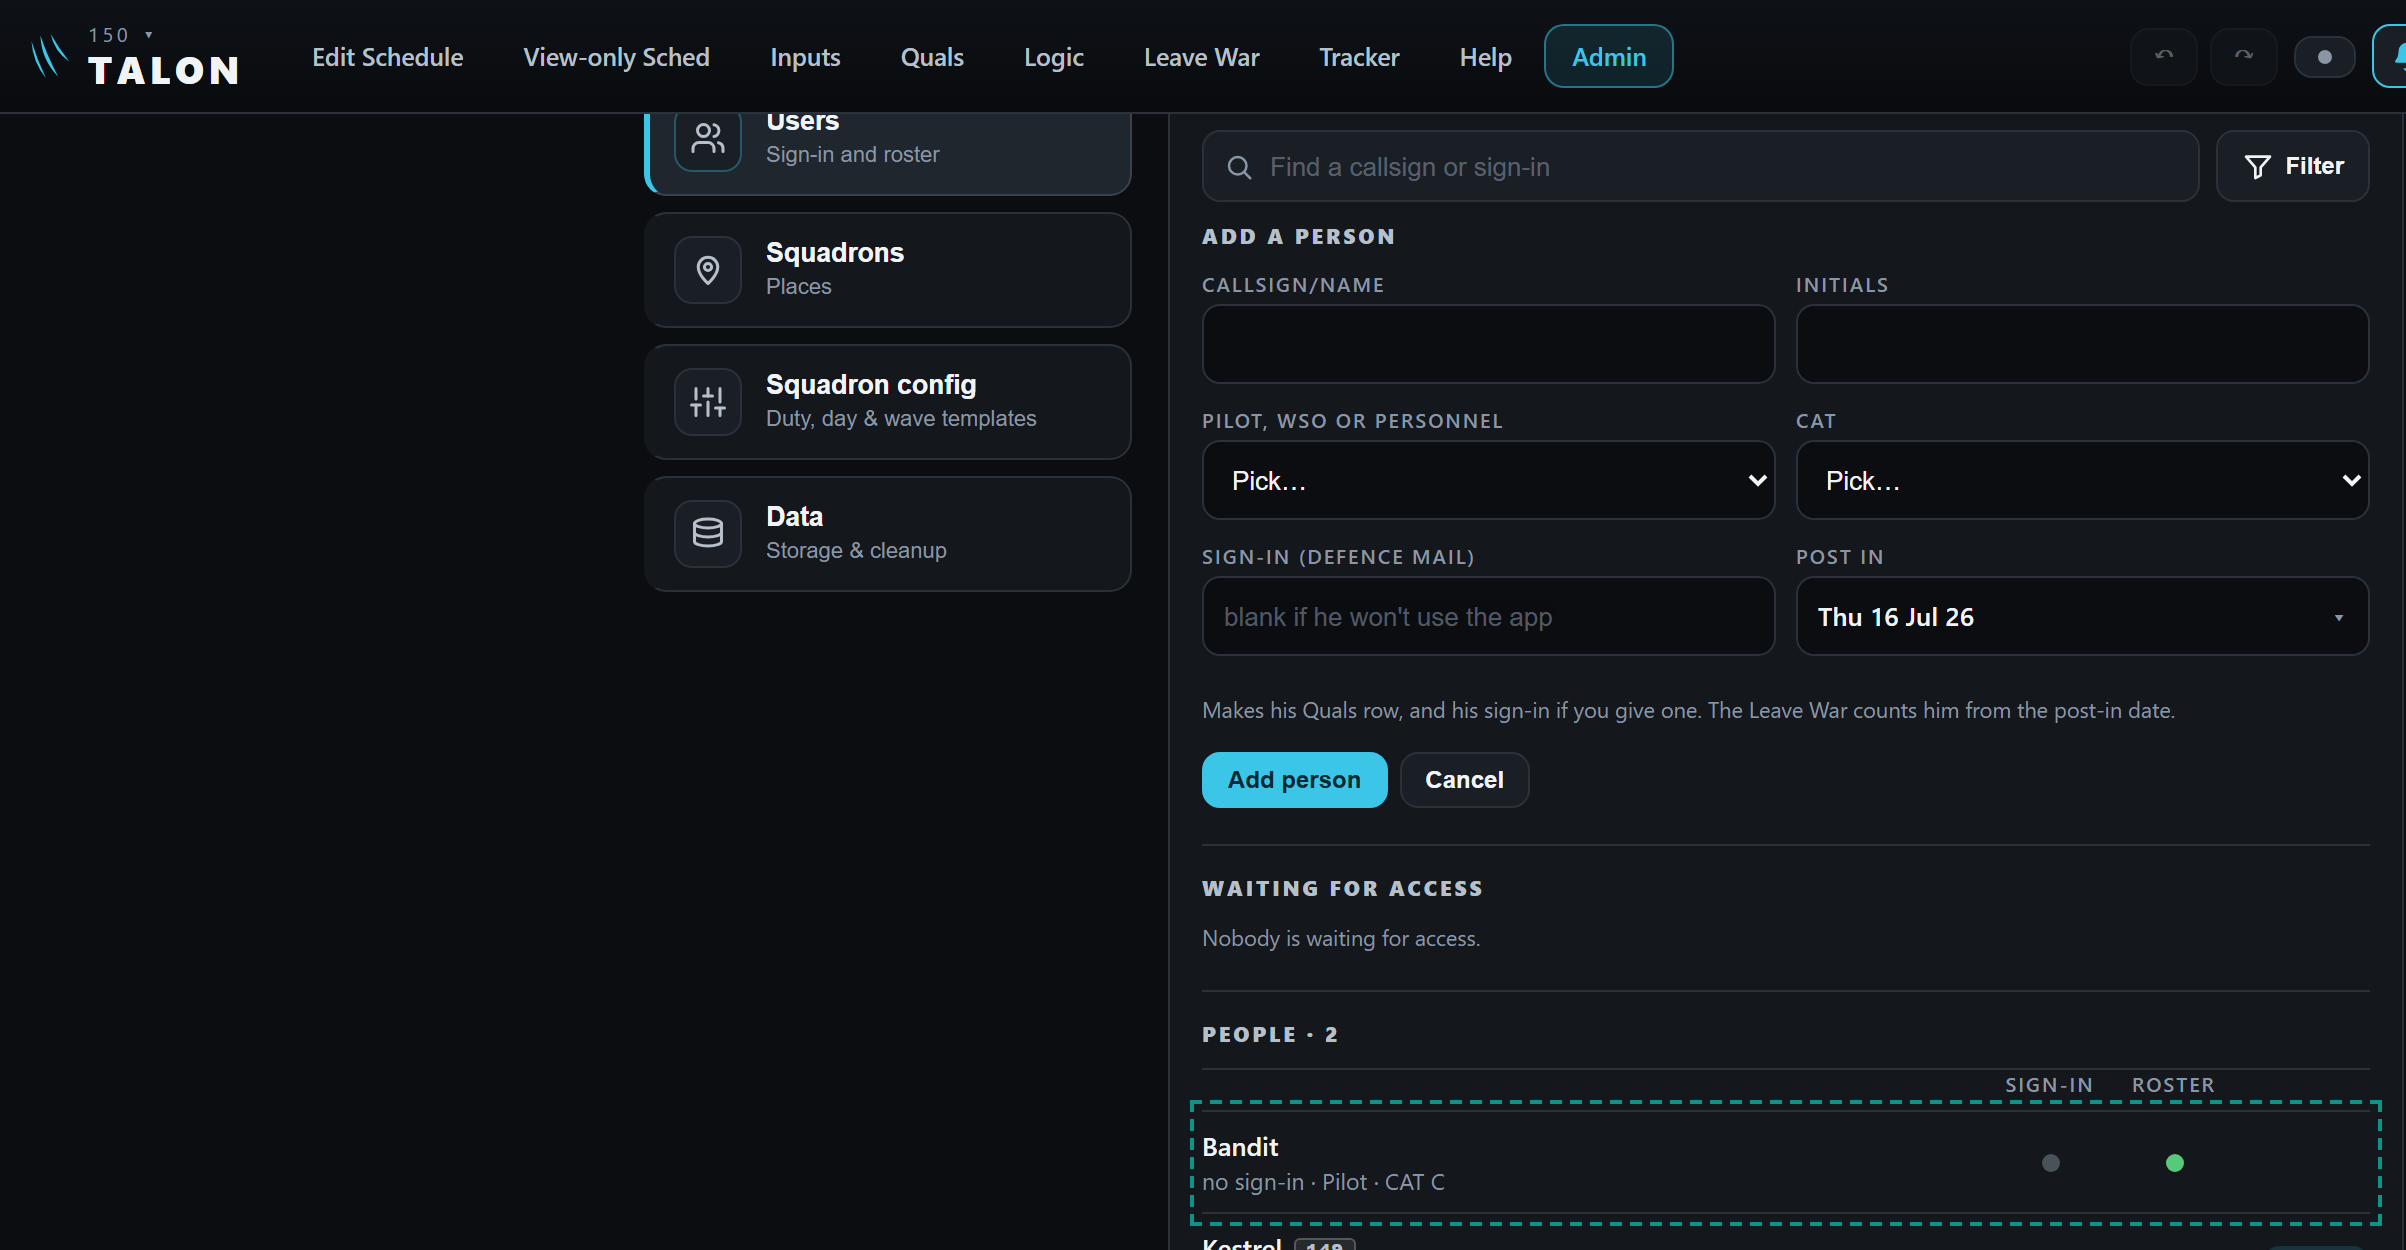 150 ▾
TALON
Edit Schedule
View-only Sched
Inputs
Quals
Logic
Leave War
Tracker
Help
Admin
Users
Sign-in and roster
Squadrons
Places
Squadron config
Duty, day & wave templates
Data
Storage & cleanup
Find a callsign or sign-in
Filter
ADD A PERSON
CALLSIGN/NAME
INITIALS
PILOT, WSO OR PERSONNEL
CAT
Pick...
Pick...
SIGN-IN (DEFENCE MAIL)
POST IN
blank if he won't use the app
Thu 16 Jul 26
Makes his Quals row, and his sign-in if you give one. The Leave War counts him from the post-in date.
Add person
Cancel
WAITING FOR ACCESS
Nobody is waiting for access.
PEOPLE · 2
SIGN-IN
ROSTER
Bandit
no sign-in · Pilot · CAT C
Kestrel
149